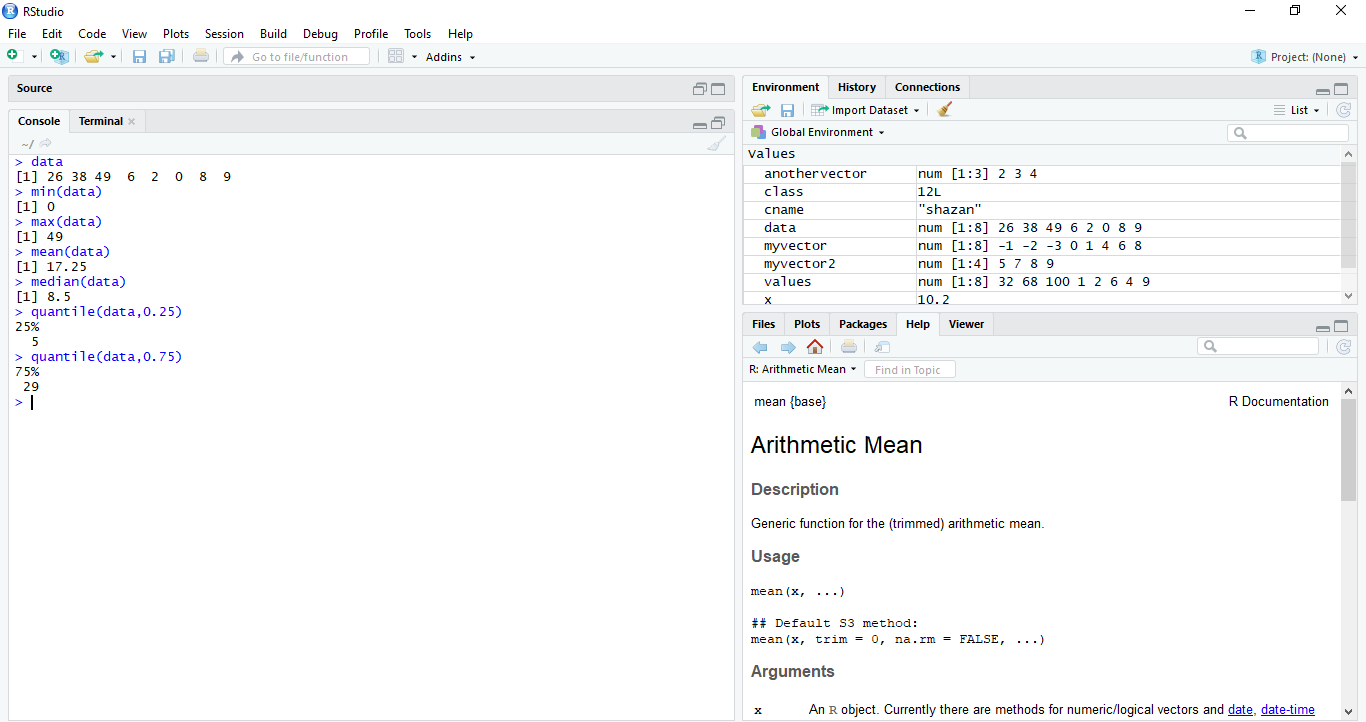 RStudio
File Edit Code View Plots Session Build Debug Profile Tools Help
Go to file/function Addins Project: (None)
Source
Console Terminal
~/
> data
[1] 26 38 49  6  2  0  8  9
> min(data)
[1] 0
> max(data)
[1] 49
> mean(data)
[1] 17.25
> median(data)
[1] 8.5
> quantile(data,0.25)
25%
  5
> quantile(data,0.75)
75%
 29
>
Environment History Connections
Import Dataset List
Global Environment
Values
anothervector num [1:3] 2 3 4
class 12L
cname "shazan"
data num [1:8] 26 38 49 6 2 0 8 9
myvector num [1:8] -1 -2 -3 0 1 4 6 8
myvector2 num [1:4] 5 7 8 9
values num [1:8] 32 68 100 1 2 6 4 9
x 10.2
Files Plots Packages Help Viewer
R: Arithmetic Mean Find in Topic
mean {base} R Documentation
Arithmetic Mean
Description
Generic function for the (trimmed) arithmetic mean.
Usage
mean(x, ...)
## Default S3 method:
mean(x, trim = 0, na.rm = FALSE, ...)
Arguments
x An R object. Currently there are methods for numeric/logical vectors and date, date-time